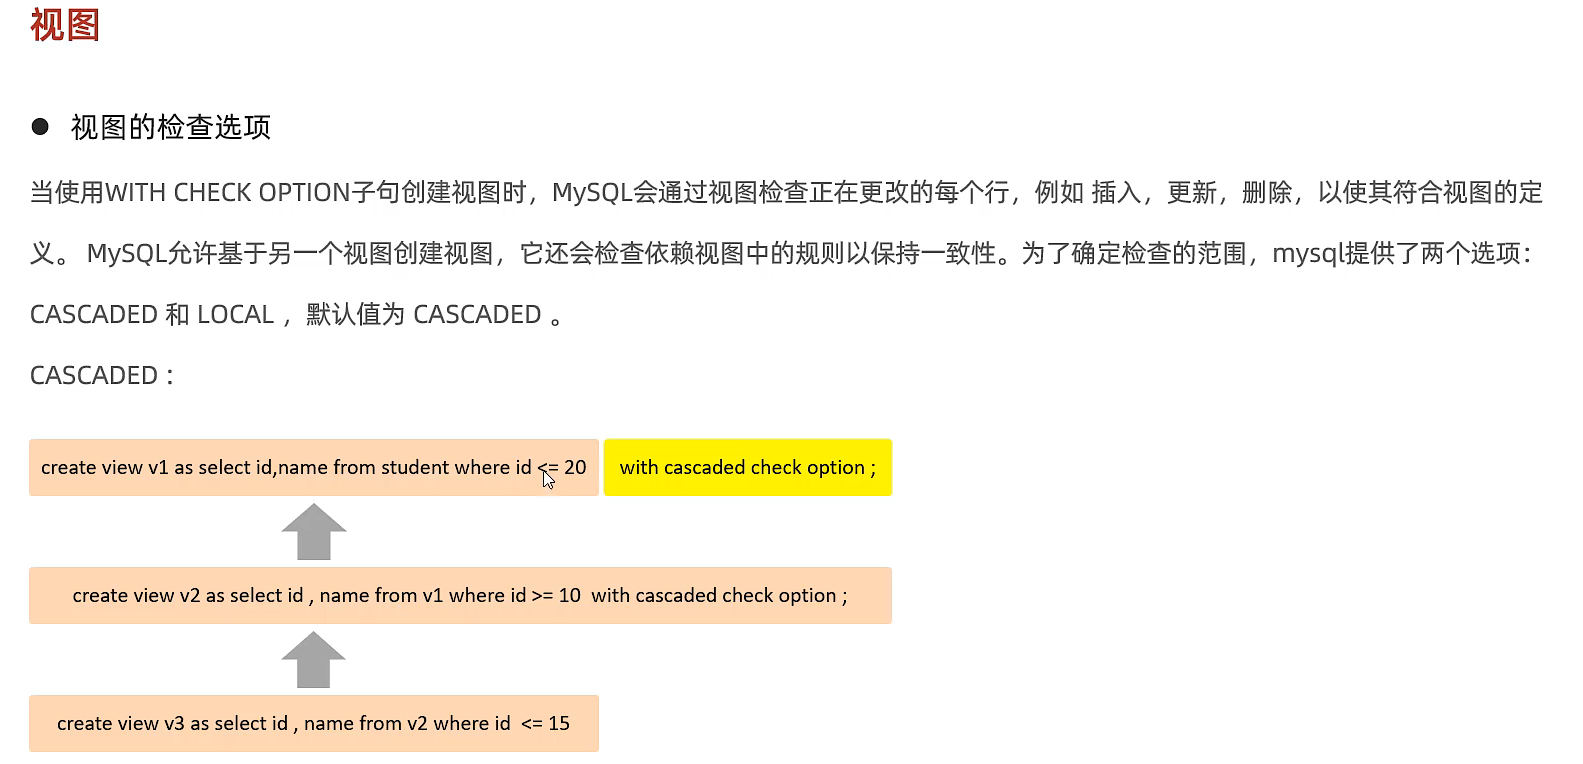 视图
● 视图的检查选项
当使用WITH CHECK OPTION子句创建视图时，MySQL会通过视图检查正在更改的每个行，例如 插入，更新，删除，以使其符合视图的定
义。 MySQL允许基于另一个视图创建视图，它还会检查依赖视图中的规则以保持一致性。为了确定检查的范围，mysql提供了两个选项：
CASCADED 和 LOCAL ，默认值为 CASCADED 。
CASCADED :
create view v1 as select id,name from student where id <= 20 with cascaded check option ;
create view v2 as select id , name from v1 where id >= 10 with cascaded check option ;
create view v3 as select id , name from v2 where id <= 15